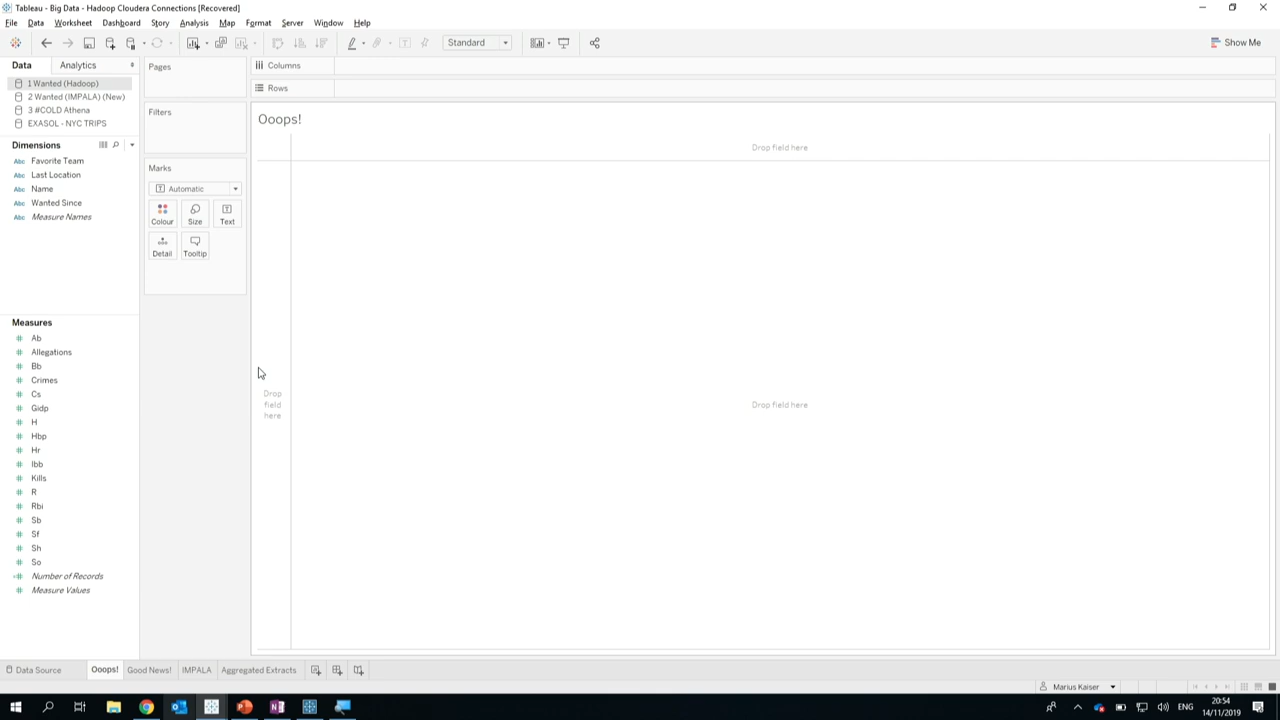 Tableau - Big Data - Hadoop Cloudera Connections [Recovered]
File Data Worksheet Dashboard Story Analysis Map Format Server Window Help
Standard
Show Me
Data Analytics
1 Wanted (Hadoop)
2 Wanted (IMPALA) (New)
3 #COLD Athena
EXASOL - NYC TRIPS
Dimensions
Abc Favorite Team
Abc Last Location
Abc Name
Abc Wanted Since
Abc Measure Names
Measures
# Ab
# Allegations
# Bb
# Crimes
# Cs
# Gidp
# H
# Hbp
# Hr
# Ibb
# Kills
# R
# Rbi
# Sb
# Sf
# Sh
# So
=# Number of Records
# Measure Values
Pages
Filters
Marks
T Automatic
Colour Size Text
Detail Tooltip
Columns
Rows
Ooops!
Drop field here
Drop
field
here
Drop field here
Data Source Ooops! Good News! IMPALA Aggregated Extracts
Marius Kaiser
ENG
20:54
14/11/2019